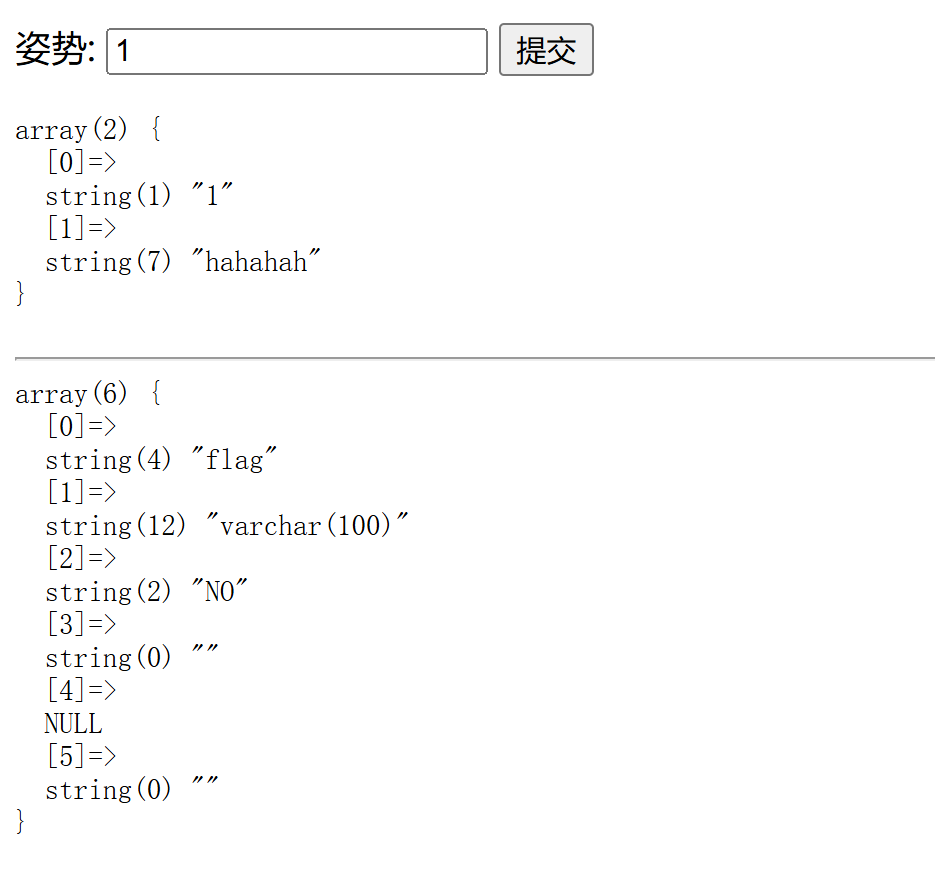 姿势: 1 提交
array(2) {
  [0]=>
  string(1) "1"
  [1]=>
  string(7) "hahahah"
}
array(6) {
  [0]=>
  string(4) "flag"
  [1]=>
  string(12) "varchar(100)"
  [2]=>
  string(2) "NO"
  [3]=>
  string(0) ""
  [4]=>
  NULL
  [5]=>
  string(0) ""
}